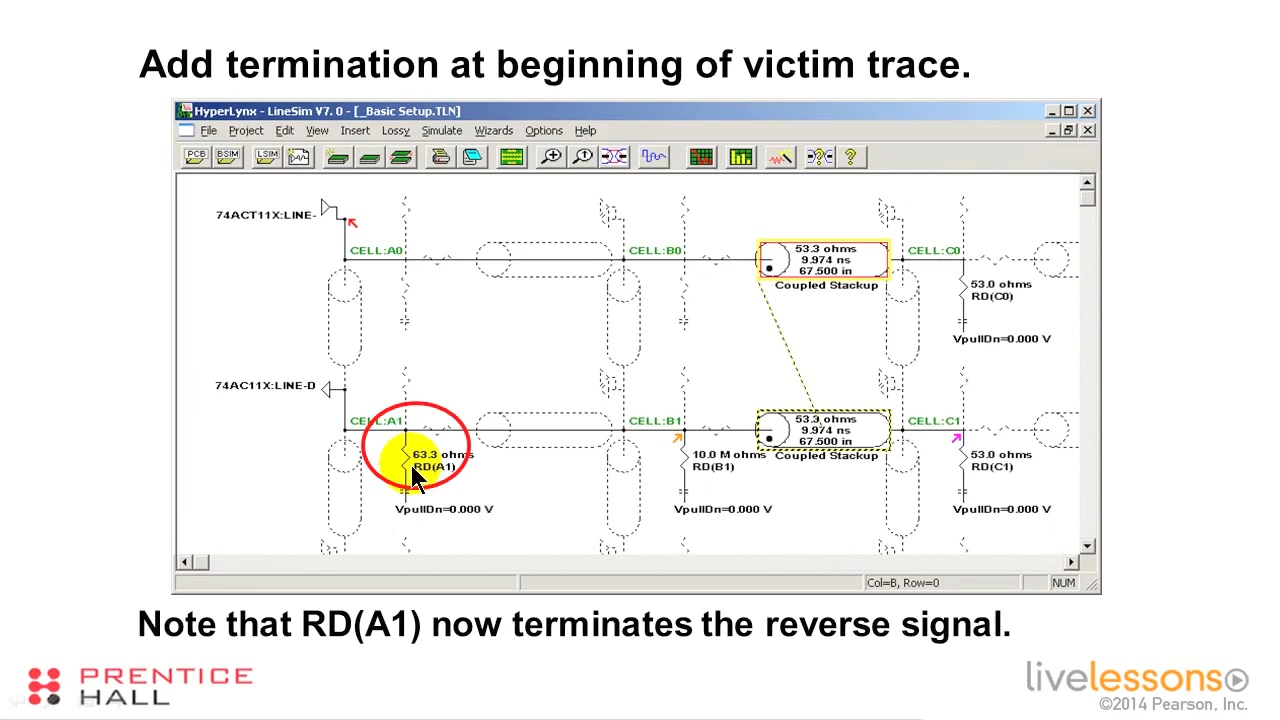 Add termination at beginning of victim trace.
HyperLynx - LineSim V7.0 - [_Basic Setup.TLN]
File Project Edit View Insert Lossy Simulate Wizards Options Help
PCB BSIM LSIM
74ACT11X:LINE-
CELL:A0 CELL:B0 CELL:C0
53.3 ohms
9.974 ns
67.500 in
Coupled Stackup
53.0 ohms
RD(C0)
VpullDn=0.000 V
74AC11X:LINE-D
CELL:A1 CELL:B1 CELL:C1
53.3 ohms
9.974 ns
67.500 in
Coupled Stackup
63.3 ohms
RD(A1)
VpullDn=0.000 V
10.0 M ohms
RD(B1)
VpullDn=0.000 V
53.0 ohms
RD(C1)
VpullDn=0.000 V
Col=B, Row=0 NUM
Note that RD(A1) now terminates the reverse signal.
PRENTICE
HALL
livelessons
©2014 Pearson, Inc.